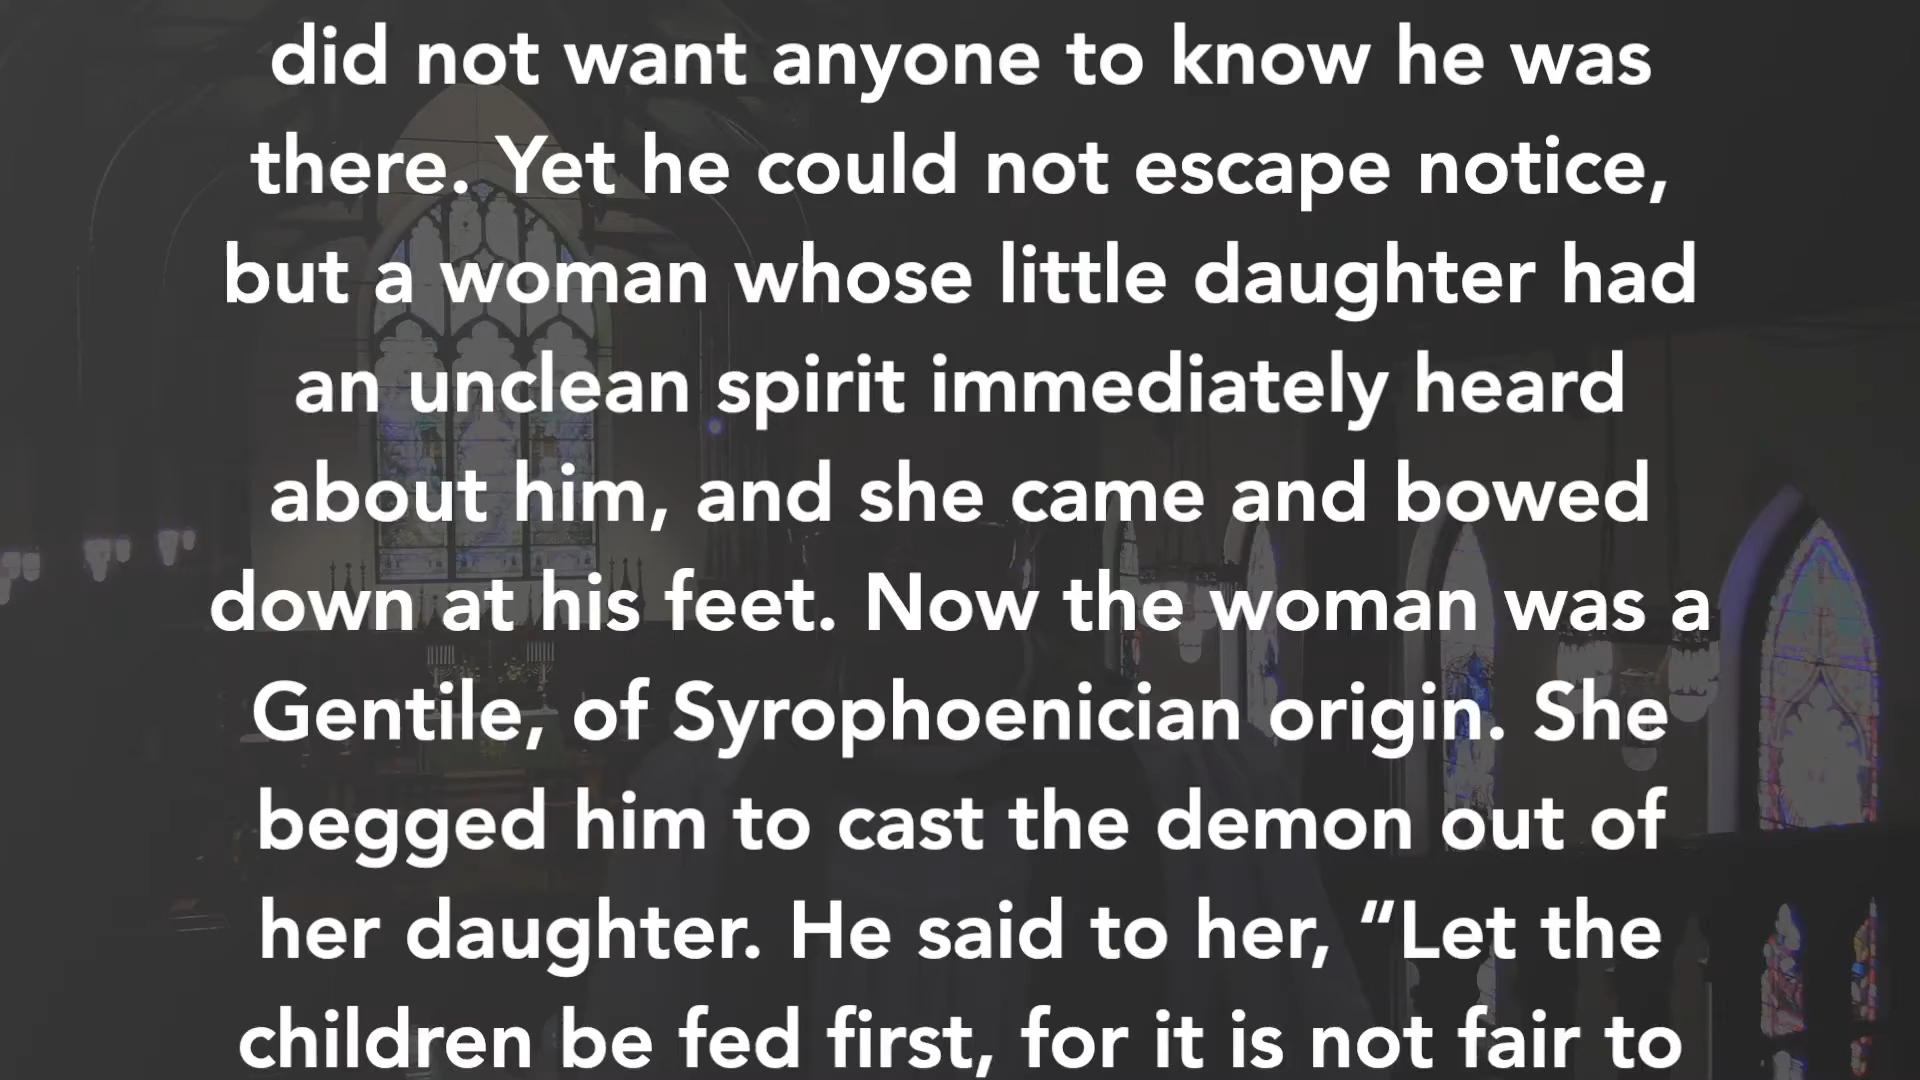 did not want anyone to know he was
there. Yet he could not escape notice,
but a woman whose little daughter had
an unclean spirit immediately heard
about him, and she came and bowed
down at his feet. Now the woman was a
Gentile, of Syrophoenician origin. She
begged him to cast the demon out of
her daughter. He said to her, “Let the
children be fed first, for it is not fair to